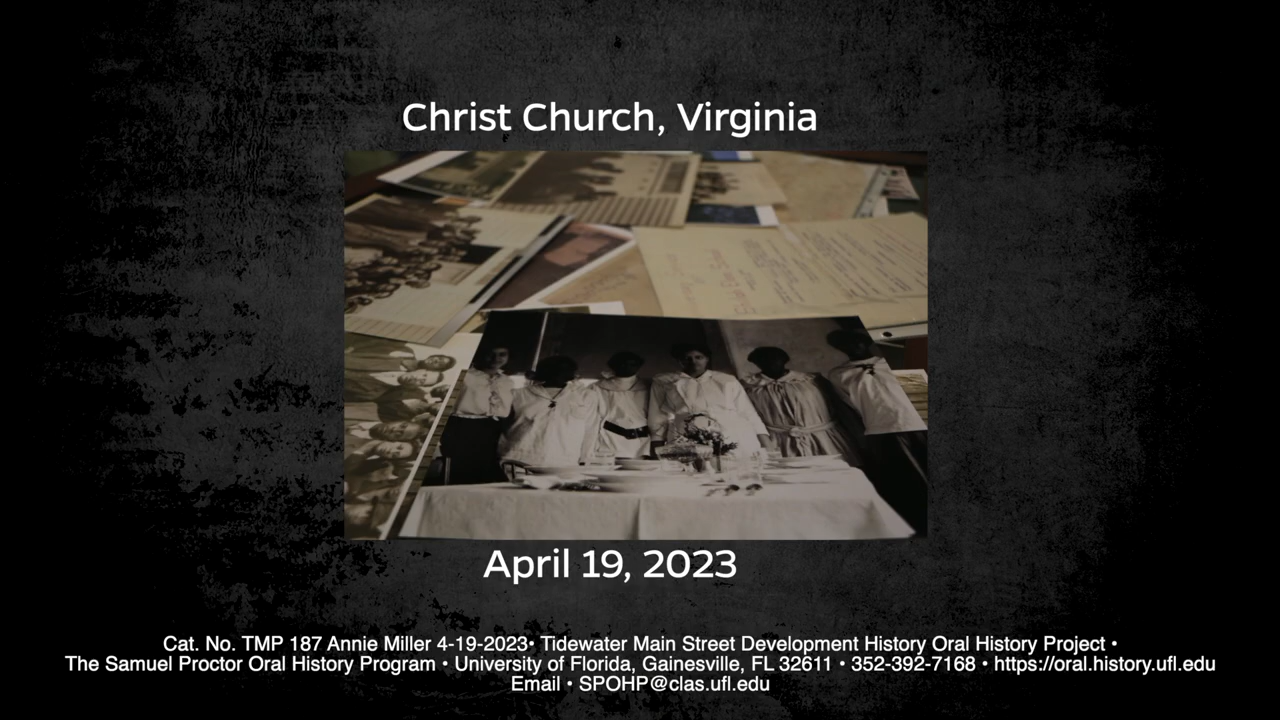 Christ Church, Virginia
April 19, 2023
Cat. No. TMP 187 Annie Miller 4-19-2023• Tidewater Main Street Development History Oral History Project •
The Samuel Proctor Oral History Program • University of Florida, Gainesville, FL 32611 • 352-392-7168 • https://oral.history.ufl.edu
Email • SPOHP@clas.ufl.edu